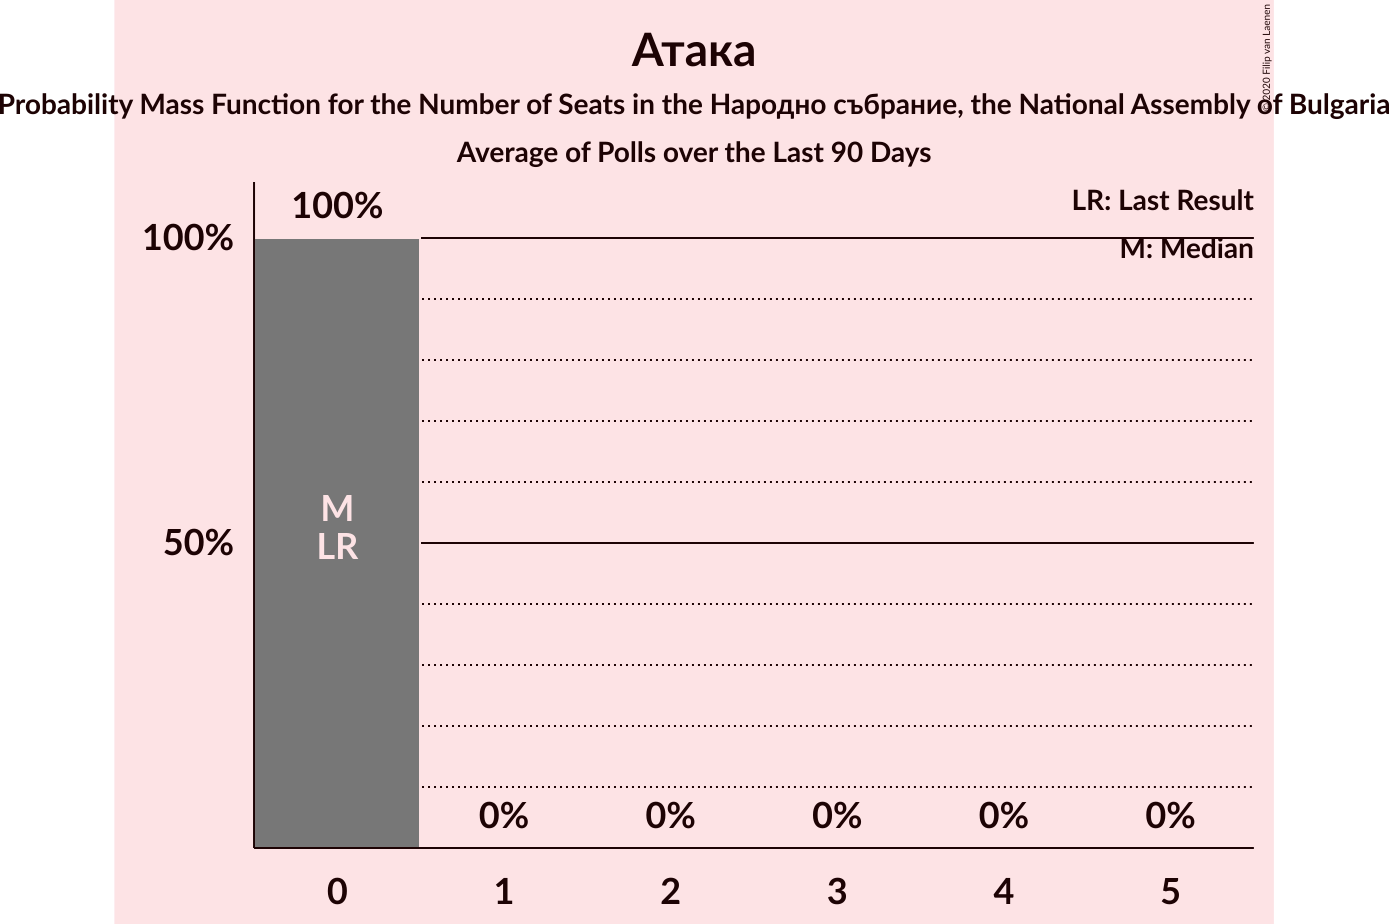 Атака
Probability Mass Function for the Number of Seats in the Народно събрание, the National Assembly of Bulgaria
Average of Polls over the Last 90 Days
© 2020 Filip van Laenen
LR: Last Result
M: Median
100%
100%
50%
M
LR
0% 0% 0% 0% 0%
0 1 2 3 4 5